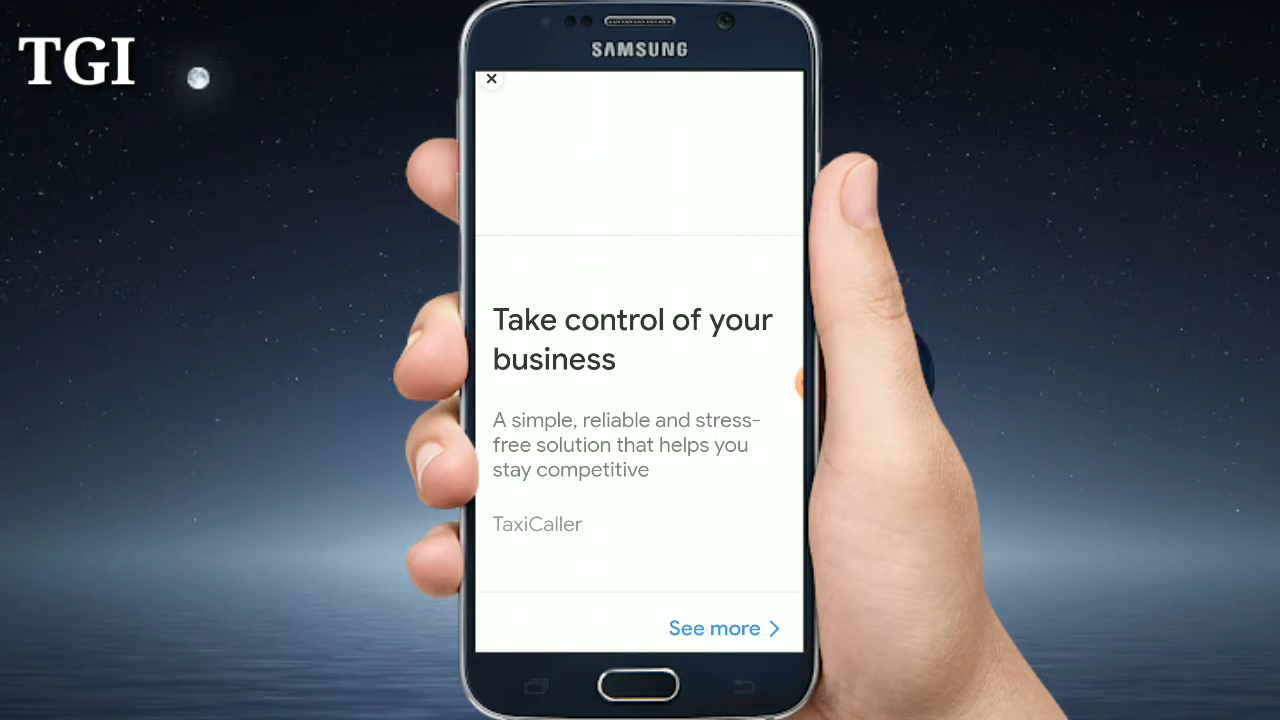 TGI
SAMSUNG
×
Take control of your
business
A simple, reliable and stress-
free solution that helps you
stay competitive
TaxiCaller
See more